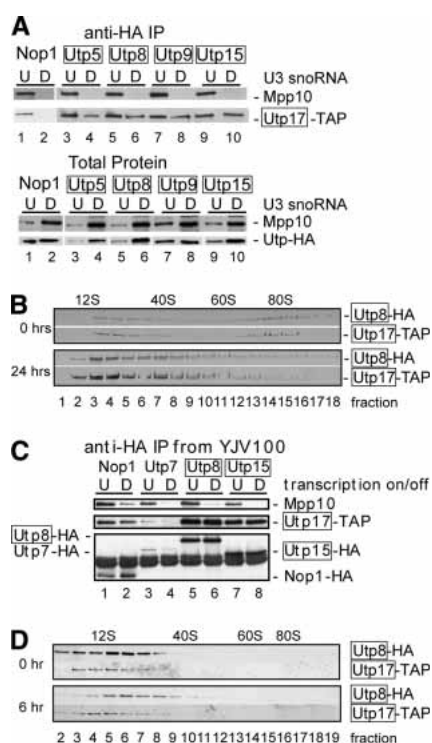 A
anti-HA IP
Nop1 Utp5 Utp8 Utp9 Utp15
U D U D U D U D U D U3 snoRNA
- Mpp10
- Utp17 -TAP
1 2 3 4 5 6 7 8 9 10
Total Protein
Nop1 Utp5 Utp8 Utp9 Utp15
U D U D U D U D U D U3 snoRNA
- Mpp10
- Utp-HA
1 2 3 4 5 6 7 8 9 10
B
12S 40S 60S 80S
0 hrs
- Utp8-HA
- Utp17-TAP
24 hrs
- Utp8-HA
- Utp17-TAP
1 2 3 4 5 6 7 8 9 10 11 12 13 14 15 16 17 18 fraction
C
anti-HA IP from YJV100
Nop1 Utp7 Utp8 Utp15
U D U D U D U D transcription on/off
- Mpp10
- Utp17-TAP
Utp8-HA
Utp7-HA
- Utp15-HA
- Nop1-HA
1 2 3 4 5 6 7 8
D
12S 40S 60S 80S
0 hr
Utp8-HA
Utp17-TAP
6 hr
Utp8-HA
Utp17-TAP
2 3 4 5 6 7 8 9 10 11 12 13 14 15 16 17 18 19 fraction